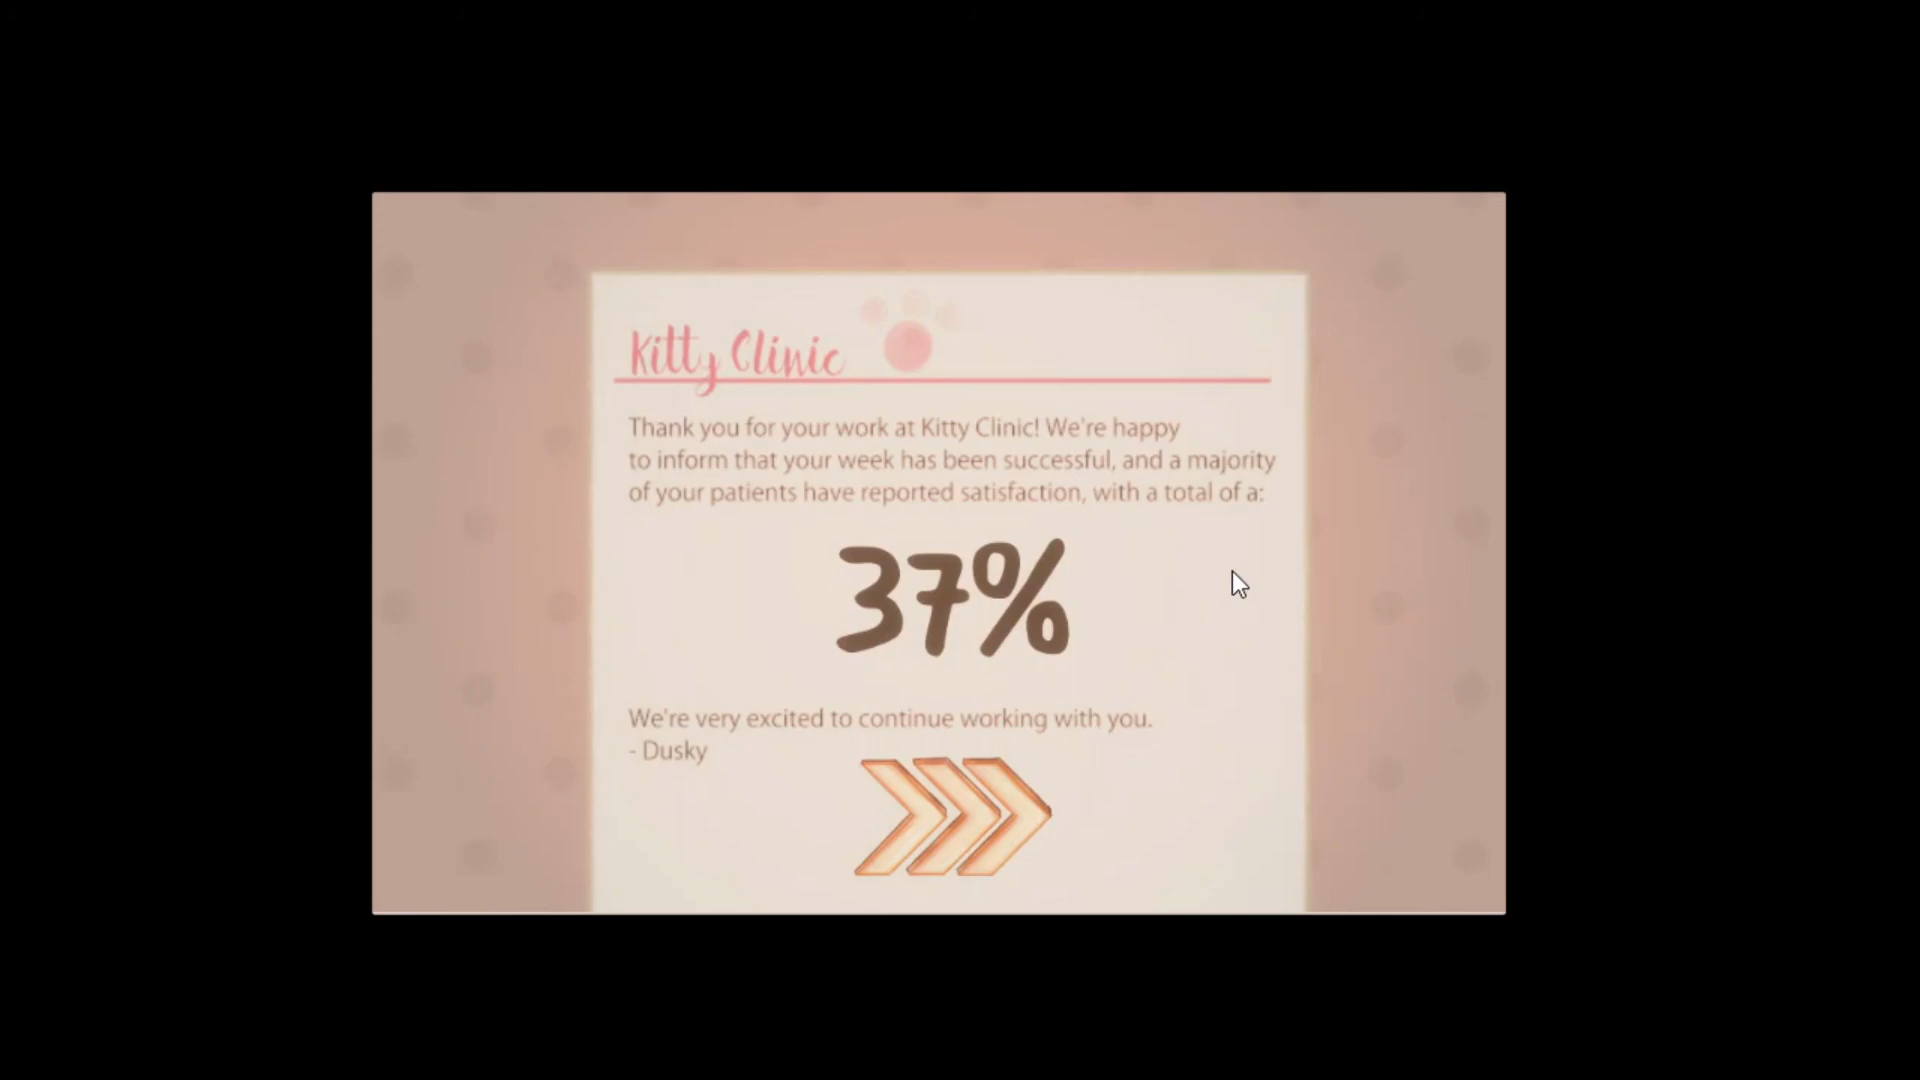 Kitty Clinic
Thank you for your work at Kitty Clinic! We're happy
to inform that your week has been successful, and a majority
of your patients have reported satisfaction, with a total of a:
37%
We're very excited to continue working with you.
- Dusky